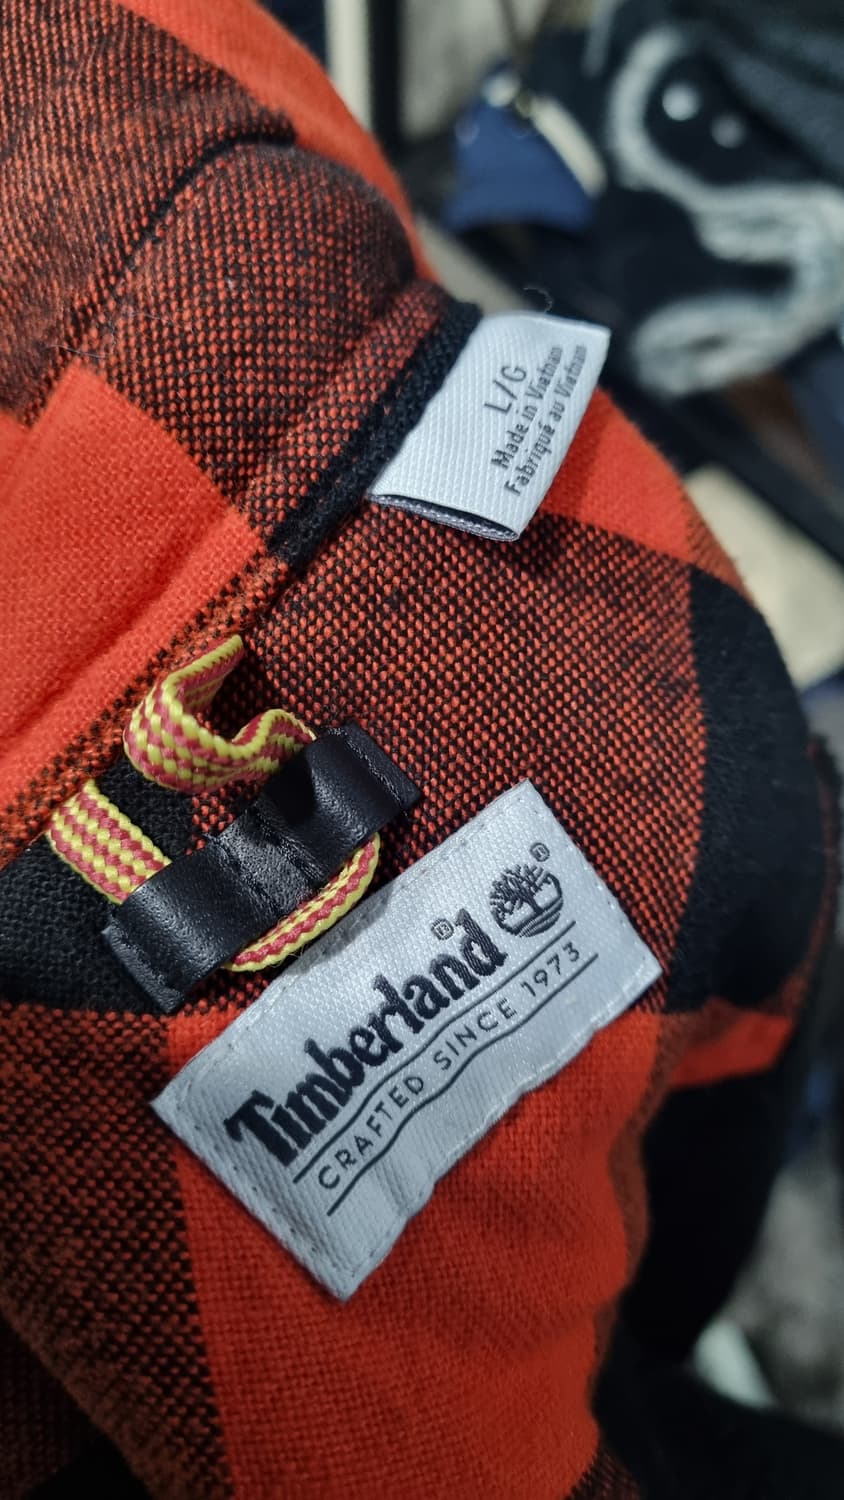 L/G
Made in Vietnam
Fabriqué au Vietnam
Timberland®
®
CRAFTED SINCE 1973